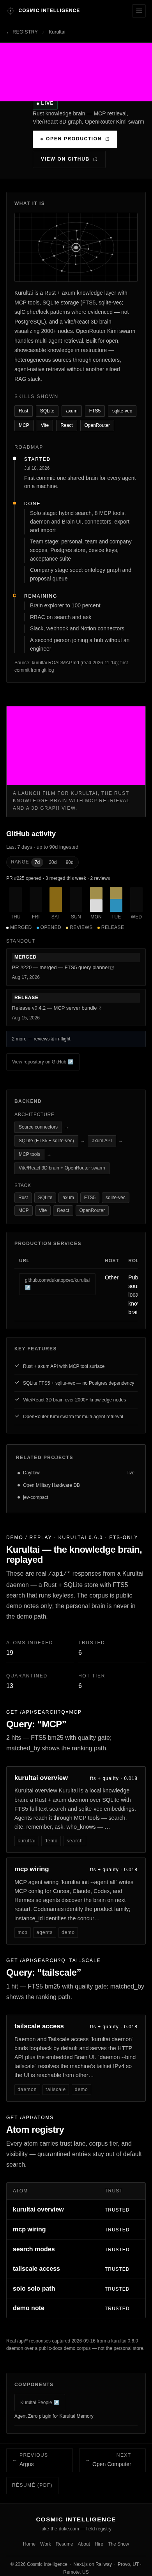 COSMIC INTELLIGENCE
← REGISTRY / Kurultai
● LIVE
Rust knowledge brain — MCP retrieval,
Vite/React 3D graph, OpenRouter Kimi swarm
● OPEN PRODUCTION
VIEW ON GITHUB
WHAT IT IS
Kurultai is a Rust + axum knowledge layer with
MCP tools, SQLite storage (FTS5, sqlite-vec;
sqlCipher/lock patterns where evidenced — not
PostgreSQL), and a Vite/React 3D brain
visualizing 2000+ nodes. OpenRouter Kimi swarm
handles multi-agent retrieval. Built for open,
showcasable knowledge infrastructure —
heterogeneous sources through connectors,
agent-native retrieval without another siloed
RAG stack.
SKILLS SHOWN
Rust SQLite axum FTS5 sqlite-vec
MCP Vite React OpenRouter
ROADMAP
STARTED
Jul 19, 2026
First commit: one shared brain for every agent
on a machine.
DONE
Solo stage: hybrid search, 8 MCP tools,
daemon and Brain UI, connectors, export
and import
Team stage: personal, team and company
scopes, Postgres store, device keys,
acceptance suite
Company stage seed: ontology graph and
proposal queue
REMAINING
Brain explorer to 100 percent
RBAC on search and ask
Slack, webhook and Notion connectors
A second person joining a hub without an
engineer
Source: kurultai ROADMAP.md (read 2026-11-14); first
commit from git log
A LAUNCH FILM FOR KURULTAI, THE RUST
KNOWLEDGE BRAIN WITH MCP RETRIEVAL
AND A 3D GRAPH UI.
GitHub activity
Last 7 days · up to 90d ingested
RANGE 7d 30d 90d
PR #225 opened · 3 merged this week · 2 reviews
THU FRI SAT SUN MON TUE WED
●MERGED ●OPENED ●REVIEWS ●RELEASE
STANDOUT
MERGED
PR #220 — merged — FTS5 query planner
Aug 17, 2026
RELEASE
Release v0.4.2 — MCP server bundle
Aug 15, 2026
2 more — reviews & in-flight
View repository on GitHub ↗
BACKEND
ARCHITECTURE
Source connectors →
SQLite (FTS5 + sqlite-vec) → axum API →
MCP tools →
Vite/React 3D brain + OpenRouter swarm
STACK
Rust SQLite axum FTS5 sqlite-vec
MCP Vite React OpenRouter
PRODUCTION SERVICES
URL HOST ROL
github.com/dukeotproxo/kurultai ↗ Other Pub
sou
loca
kno
brai
KEY FEATURES
✓ Rust + axum API with MCP tool surface
✓ SQLite FTS5 + sqlite-vec — no Postgres dependency
✓ Vite/React 3D brain over 2000+ knowledge nodes
✓ OpenRouter Kimi swarm for multi-agent retrieval
RELATED PROJECTS
Dayflow live
Open Military Hardware DB
jev-compact
DEMO / REPLAY · KURULTAI 0.6.0 · FTS-ONLY
Kurultai — the knowledge brain,
replayed
These are real /api/* responses from a Kurultai
daemon — a Rust + SQLite store with FTS5
search that runs keyless. The corpus is public
demo notes only; the personal brain is never in
the demo path.
ATOMS INDEXED TRUSTED
19 6
QUARANTINED HOT TIER
13 6
GET /API/SEARCH?Q=MCP
Query: “MCP”
2 hits — FTS5 bm25 with quality gate;
matched_by shows the ranking path.
kurultai overview fts + quality · 0.018
Kurultai overview Kurultai is a local knowledge
brain: a Rust + axum daemon over SQLite with
FTS5 full-text search and sqlite-vec embeddings.
Agents reach it through MCP tools — search,
cite, remember, ask, who_knows — …
kurultai demo search
mcp wiring fts + quality · 0.018
MCP agent wiring `kurultai init --agent all` writes
MCP config for Cursor, Claude, Codex, and
Hermes so agents discover the brain on next
restart. Codenames identify the product family;
instance_id identifies the concur…
mcp agents demo
GET /API/SEARCH?Q=TAILSCALE
Query: “tailscale”
1 hit — FTS5 bm25 with quality gate; matched_by
shows the ranking path.
tailscale access fts + quality · 0.018
Daemon and Tailscale access `kurultai daemon`
binds loopback by default and serves the HTTP
API plus the embedded Brain UI. `daemon --bind
tailscale` resolves the machine's tailnet IPv4 so
the UI is reachable from other…
daemon tailscale demo
GET /API/ATOMS
Atom registry
Every atom carries trust lane, corpus tier, and
visibility — quarantined entries stay out of default
search.
ATOM TRUST
kurultai overview TRUSTED
mcp wiring TRUSTED
search modes TRUSTED
tailscale access TRUSTED
solo solo path TRUSTED
demo note TRUSTED
Real /api/* responses captured 2026-09-16 from a kurultai 0.6.0
daemon over a public-docs demo corpus — not the personal store.
COMPONENTS
Kurultai People ↗
Agent Zero plugin for Kurultai Memory
PREVIOUS
← Argus
NEXT
→ Open Computer
RÉSUMÉ (PDF)
COSMIC INTELLIGENCE
luke-the-duke.com — field registry
Home Work Resume About Hire The Show
© 2026 Cosmic Intelligence Next.js on Railway Provo, UT
Remote, US